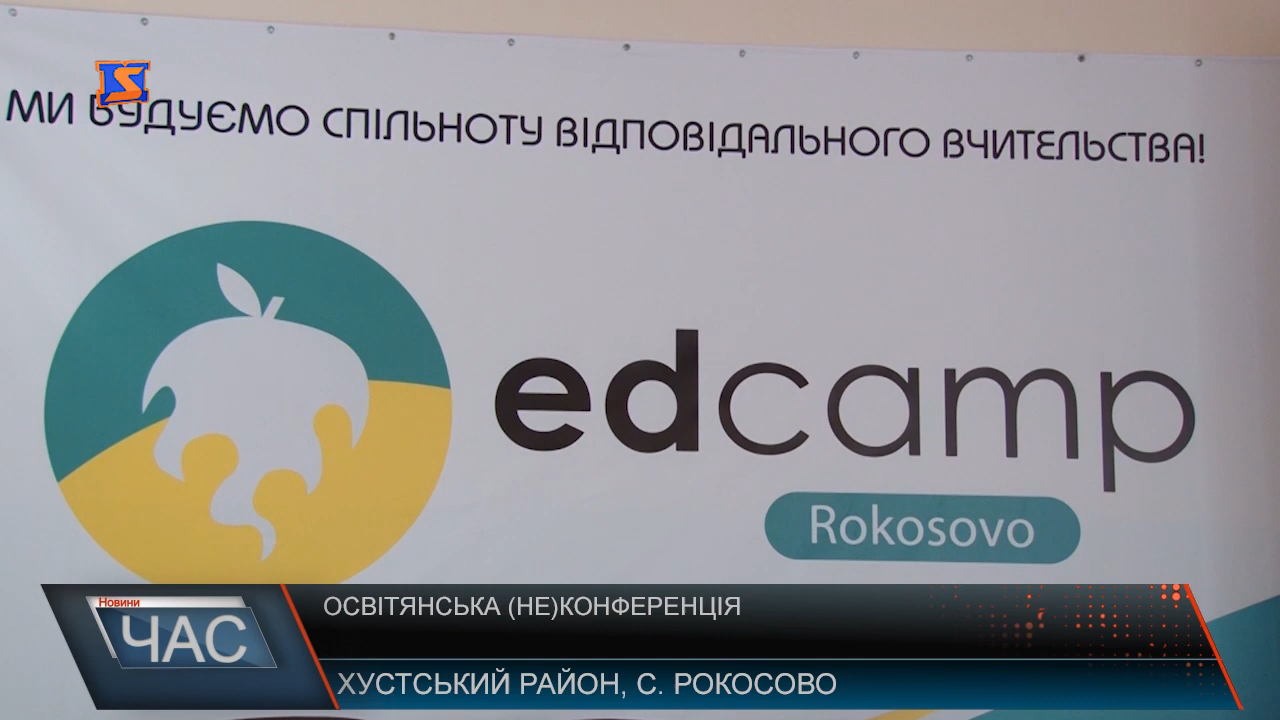 МИ БУДУЄМО СПІЛЬНОТУ ВІДПОВІДАЛЬНОГО ВЧИТЕЛЬСТВА!
edcamp
Rokosovo
Новини
ЧАС
ОСВІТЯНСЬКА (НЕ)КОНФЕРЕНЦІЯ
ХУСТСЬКИЙ РАЙОН, С. РОКОСОВО